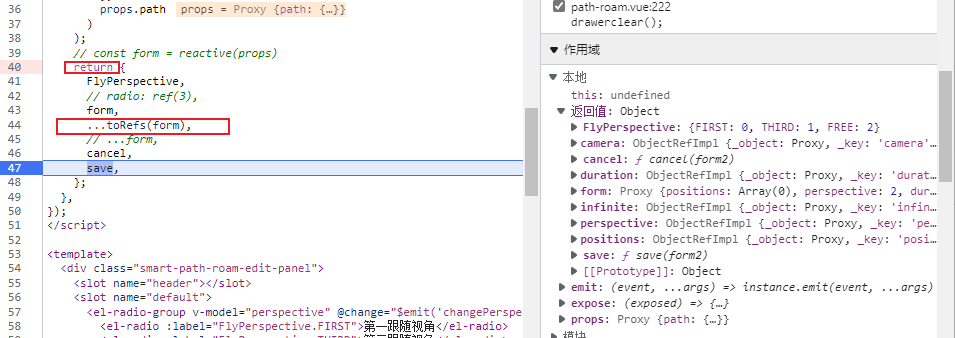 36 props.path props = Proxy {path: {…}}
37 )
38 );
39 // const form = reactive(props)
40 return {
41 FlyPerspective,
42 // radio: ref(3),
43 form,
44 ...toRefs(form),
45 // ...form,
46 cancel,
47 save,
48 };
49 },
50 });
51 </script>
52
53 <template>
54 <div class="smart-path-roam-edit-panel">
55 <slot name="header"></slot>
56 <slot name="default">
57 <el-radio-group v-model="perspective" @change="$emit('changePerspe
58 <el-radio :label="FlyPerspective.FIRST">第一跟随视角</el-radio>
path-roam.vue:222
drawerclear();
作用域
本地
this: undefined
返回值: Object
FlyPerspective: {FIRST: 0, THIRD: 1, FREE: 2}
camera: ObjectRefImpl {_object: Proxy, _key: 'camera'…
cancel: ƒ cancel(form2)
duration: ObjectRefImpl {_object: Proxy, _key: 'durat…
form: Proxy {positions: Array(0), perspective: 2, dur…
infinite: ObjectRefImpl {_object: Proxy, _key: 'infin…
perspective: ObjectRefImpl {_object: Proxy, _key: 'pe…
positions: ObjectRefImpl {_object: Proxy, _key: 'posi…
save: ƒ save(form2)
[[Prototype]]: Object
emit: (event, ...args) => instance.emit(event, ...args)
expose: (exposed) => {…}
props: Proxy {path: {…}}
模块